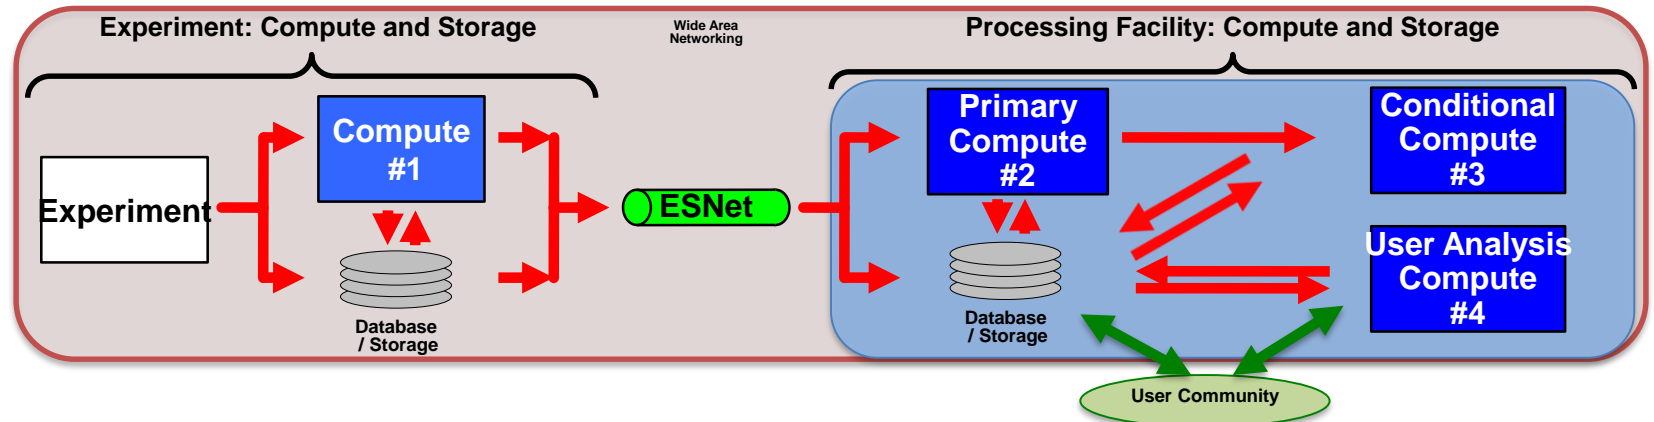 Experiment: Compute and Storage
Wide Area
Networking
Processing Facility: Compute and Storage
Experiment
Compute
#1
Database
/ Storage
ESNet
Primary
Compute
#2
Database
/ Storage
Conditional
Compute
#3
User Analysis
Compute
#4
User Community